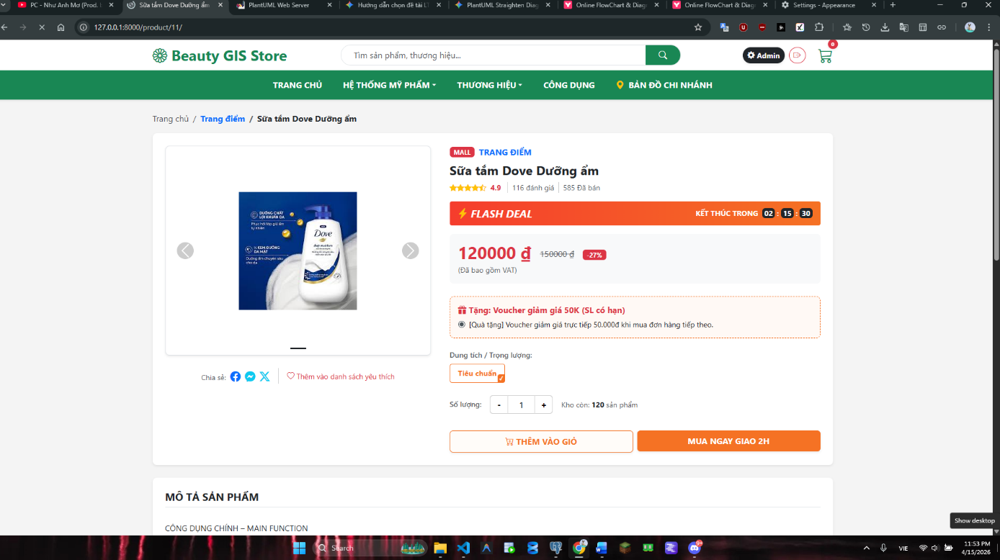 PC - Như Anh Mơ (Prod.
Sữa tắm Dove Dưỡng ẩm
PlantUML Web Server
Hướng dẫn chọn đề tài LT
PlantUML Straighten Diag
Online FlowChart & Diag
Online FlowChart & Diag
Settings - Appearance
127.0.0.1:8000/product/11/
Beauty GIS Store
Tìm sản phẩm, thương hiệu...
Admin
0
TRANG CHỦ
HỆ THỐNG MỸ PHẨM
THƯƠNG HIỆU
CÔNG DỤNG
BẢN ĐỒ CHI NHÁNH
Trang chủ / Trang điểm / Sữa tắm Dove Dưỡng ẩm
DƯỠNG CHẤT
LỢI KHUẨN DA
Phục hồi lớp giữ ẩm
tự nhiên
¼ KEM DƯỠNG
DA MẶT
Dưỡng ẩm chuyên sâu
cho da
Dove
deep moisture
Chia sẻ:
Thêm vào danh sách yêu thích
MALL TRANG ĐIỂM
Sữa tắm Dove Dưỡng ẩm
4.9 116 đánh giá 585 Đã bán
FLASH DEAL KẾT THÚC TRONG 02 : 15 : 30
120000 ₫ 150000 ₫ -27%
(Đã bao gồm VAT)
Tặng: Voucher giảm giá 50K (SL có hạn)
[Quà tặng] Voucher giảm giá trực tiếp 50.000đ khi mua đơn hàng tiếp theo.
Dung tích / Trọng lượng:
Tiêu chuẩn
Số lượng: - 1 + Kho còn: 120 sản phẩm
THÊM VÀO GIỎ
MUA NGAY GIAO 2H
MÔ TẢ SẢN PHẨM
CÔNG DỤNG CHÍNH – MAIN FUNCTION
Show desktop
Search
VIE
11:53 PM
4/15/2026